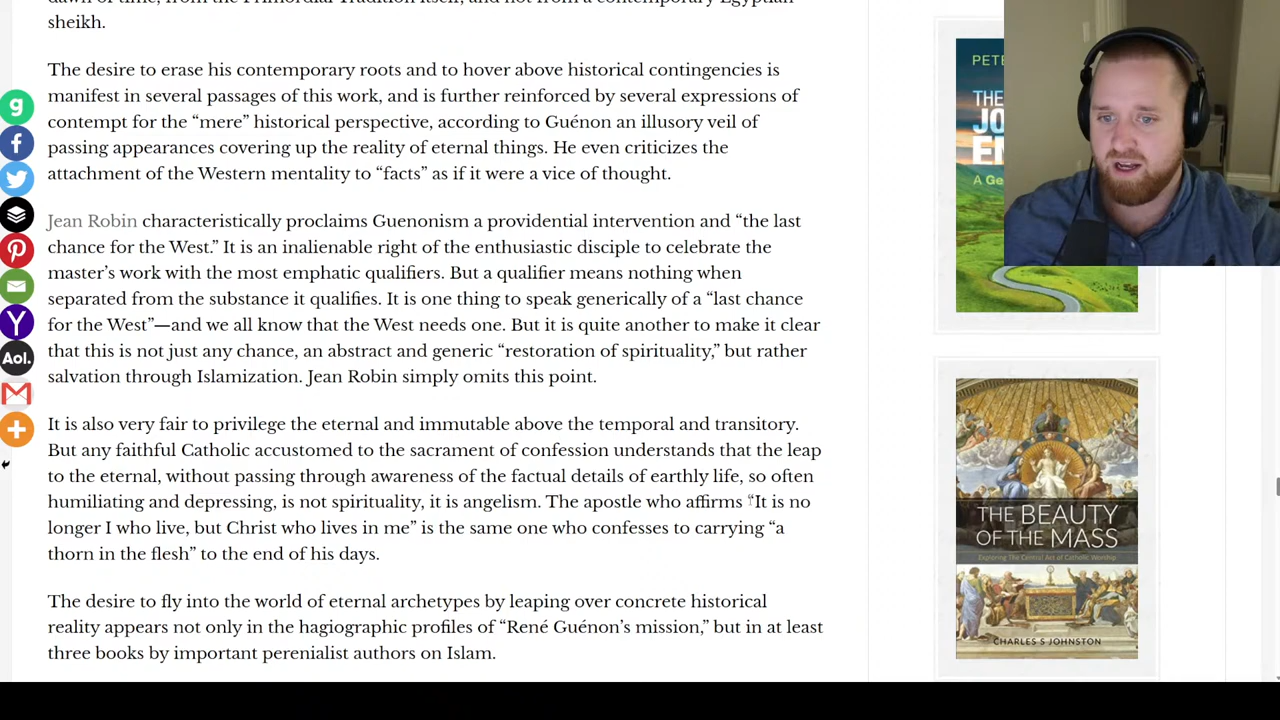 dawn of time, from the Primordial Tradition itself, and not from a contemporary Egyptian
sheikh.
The desire to erase his contemporary roots and to hover above historical contingencies is
manifest in several passages of this work, and is further reinforced by several expressions of
contempt for the “mere” historical perspective, according to Guénon an illusory veil of
passing appearances covering up the reality of eternal things. He even criticizes the
attachment of the Western mentality to “facts” as if it were a vice of thought.
Jean Robin characteristically proclaims Guenonism a providential intervention and “the last
chance for the West.” It is an inalienable right of the enthusiastic disciple to celebrate the
master’s work with the most emphatic qualifiers. But a qualifier means nothing when
separated from the substance it qualifies. It is one thing to speak generically of a “last chance
for the West”—and we all know that the West needs one. But it is quite another to make it clear
that this is not just any chance, an abstract and generic “restoration of spirituality,” but rather
salvation through Islamization. Jean Robin simply omits this point.
It is also very fair to privilege the eternal and immutable above the temporal and transitory.
But any faithful Catholic accustomed to the sacrament of confession understands that the leap
to the eternal, without passing through awareness of the factual details of earthly life, so often
humiliating and depressing, is not spirituality, it is angelism. The apostle who affirms “It is no
longer I who live, but Christ who lives in me” is the same one who confesses to carrying “a
thorn in the flesh” to the end of his days.
The desire to fly into the world of eternal archetypes by leaping over concrete historical
reality appears not only in the hagiographic profiles of “René Guénon’s mission,” but in at least
three books by important perenialist authors on Islam.
g
Y
Aol.
PETE
THE
JO
EN
A Ge
THE BEAUTY
OF THE MASS
Exploring The Central Act of Catholic Worship
CHARLES S JOHNSTON